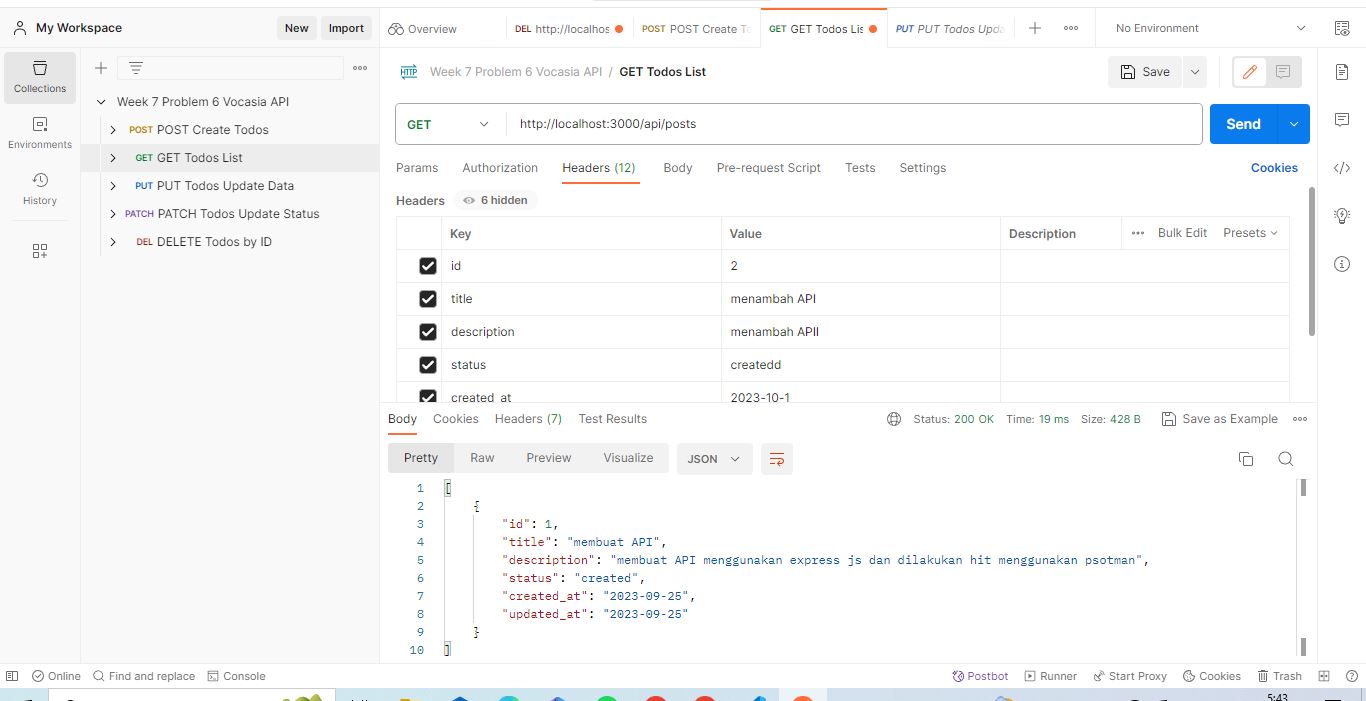 My Workspace
New
Import
Overview
DEL http://localhos
POST POST Create T
GET GET Todos Lis
PUT PUT Todos Upda
No Environment
Collections
Environments
History
Week 7 Problem 6 Vocasia API
POST POST Create Todos
GET GET Todos List
PUT PUT Todos Update Data
PATCH PATCH Todos Update Status
DEL DELETE Todos by ID
HTTP Week 7 Problem 6 Vocasia API / GET Todos List
Save
GET
http://localhost:3000/api/posts
Send
Params Authorization Headers (12) Body Pre-request Script Tests Settings
Cookies
Headers 6 hidden
Key Value Description Bulk Edit Presets
id 2
title menambah API
description menambah APII
status createdd
created_at 2023-10-1
Body Cookies Headers (7) Test Results
Status: 200 OK Time: 19 ms Size: 428 B Save as Example
Pretty Raw Preview Visualize JSON
1 [
2 {
3 "id": 1,
4 "title": "membuat API",
5 "description": "membuat API menggunakan express js dan dilakukan hit menggunakan psotman",
6 "status": "created",
7 "created_at": "2023-09-25",
8 "updated_at": "2023-09-25"
9 }
10 ]
Online Find and replace Console
Postbot Runner Start Proxy Cookies Trash
5:43